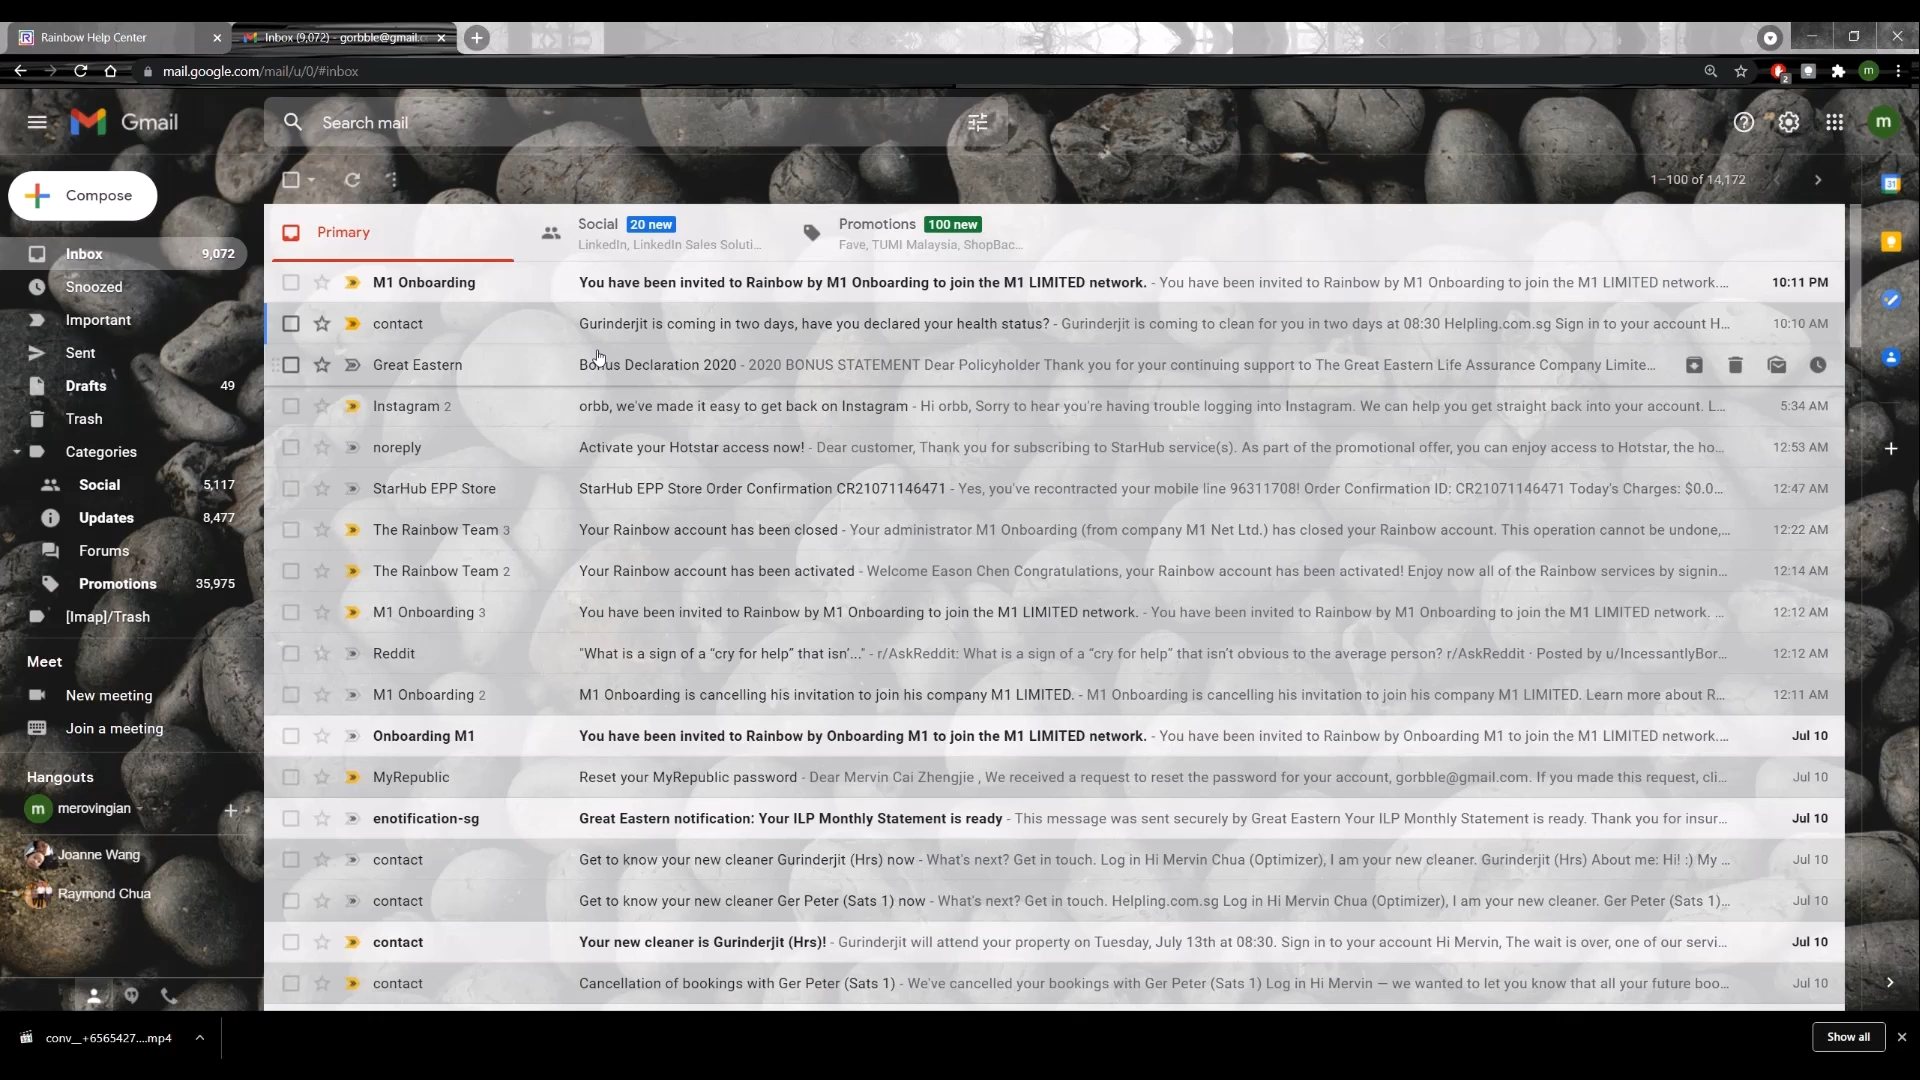 Rainbow Help Center
Inbox (9,072) - gorbble@gmail.c
mail.google.com/mail/u/0/#inbox
2
m
Gmail
Search mail
m
Compose
1–100 of 14,172
31
Primary
Social 20 new
LinkedIn, LinkedIn Sales Soluti...
Promotions 100 new
Fave, TUMI Malaysia, ShopBac...
Inbox 9,072
Snoozed
Important
Sent
Drafts 49
Trash
Categories
Social 5,117
Updates 8,477
Forums
Promotions 35,975
[Imap]/Trash
Meet
New meeting
Join a meeting
Hangouts
m merovingian
Joanne Wang
Raymond Chua
M1 Onboarding You have been invited to Rainbow by M1 Onboarding to join the M1 LIMITED network. - You have been invited to Rainbow by M1 Onboarding to join the M1 LIMITED network.... 10:11 PM
contact Gurinderjit is coming in two days, have you declared your health status? - Gurinderjit is coming to clean for you in two days at 08:30 Helpling.com.sg Sign in to your account H... 10:10 AM
Great Eastern Bonus Declaration 2020 - 2020 BONUS STATEMENT Dear Policyholder Thank you for your continuing support to The Great Eastern Life Assurance Company Limite...
Instagram 2 orbb, we've made it easy to get back on Instagram - Hi orbb, Sorry to hear you're having trouble logging into Instagram. We can help you get straight back into your account. L... 5:34 AM
noreply Activate your Hotstar access now! - Dear customer, Thank you for subscribing to StarHub service(s). As part of the promotional offer, you can enjoy access to Hotstar, the ho... 12:53 AM
StarHub EPP Store StarHub EPP Store Order Confirmation CR21071146471 - Yes, you've recontracted your mobile line 96311708! Order Confirmation ID: CR21071146471 Today's Charges: $0.0... 12:47 AM
The Rainbow Team 3 Your Rainbow account has been closed - Your administrator M1 Onboarding (from company M1 Net Ltd.) has closed your Rainbow account. This operation cannot be undone,... 12:22 AM
The Rainbow Team 2 Your Rainbow account has been activated - Welcome Eason Chen Congratulations, your Rainbow account has been activated! Enjoy now all of the Rainbow services by signin... 12:14 AM
M1 Onboarding 3 You have been invited to Rainbow by M1 Onboarding to join the M1 LIMITED network. - You have been invited to Rainbow by M1 Onboarding to join the M1 LIMITED network. ... 12:12 AM
Reddit "What is a sign of a “cry for help” that isn'..." - r/AskReddit: What is a sign of a “cry for help” that isn’t obvious to the average person? r/AskReddit · Posted by u/IncessantlyBor... 12:12 AM
M1 Onboarding 2 M1 Onboarding is cancelling his invitation to join his company M1 LIMITED. - M1 Onboarding is cancelling his invitation to join his company M1 LIMITED. Learn more about R... 12:11 AM
Onboarding M1 You have been invited to Rainbow by Onboarding M1 to join the M1 LIMITED network. - You have been invited to Rainbow by Onboarding M1 to join the M1 LIMITED network.... Jul 10
MyRepublic Reset your MyRepublic password - Dear Mervin Cai Zhengjie , We received a request to reset the password for your account, gorbble@gmail.com. If you made this request, cli... Jul 10
enotification-sg Great Eastern notification: Your ILP Monthly Statement is ready - This message was sent securely by Great Eastern Your ILP Monthly Statement is ready. Thank you for insur... Jul 10
contact Get to know your new cleaner Gurinderjit (Hrs) now - What's next? Get in touch. Log in Hi Mervin Chua (Optimizer), I am your new cleaner. Gurinderjit (Hrs) About me: Hi! :) My ... Jul 10
contact Get to know your new cleaner Ger Peter (Sats 1) now - What's next? Get in touch. Helpling.com.sg Log in Hi Mervin Chua (Optimizer), I am your new cleaner. Ger Peter (Sats 1)... Jul 10
contact Your new cleaner is Gurinderjit (Hrs)! - Gurinderjit will attend your property on Tuesday, July 13th at 08:30. Sign in to your account Hi Mervin, The wait is over, one of our servi... Jul 10
contact Cancellation of bookings with Ger Peter (Sats 1) - We've cancelled your bookings with Ger Peter (Sats 1) Log in Hi Mervin — we wanted to let you know that all your future boo... Jul 10
conv__+6565427....mp4
Show all